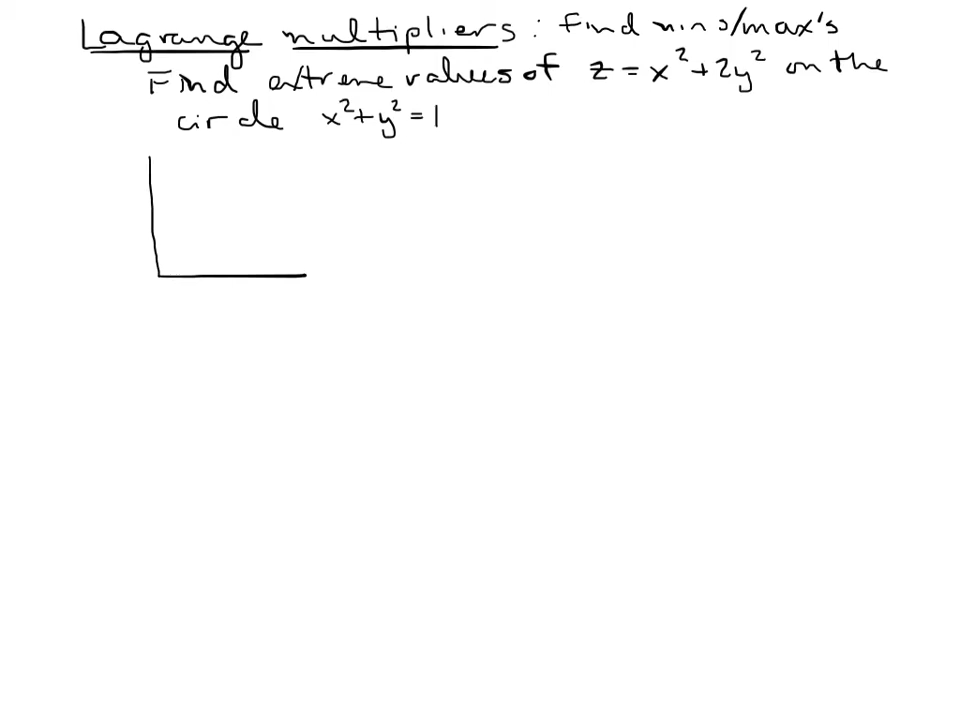 Lagrange multipliers : Find mins/max's
Find extreme values of z = x² + 2y² on the
circle x² + y² = 1